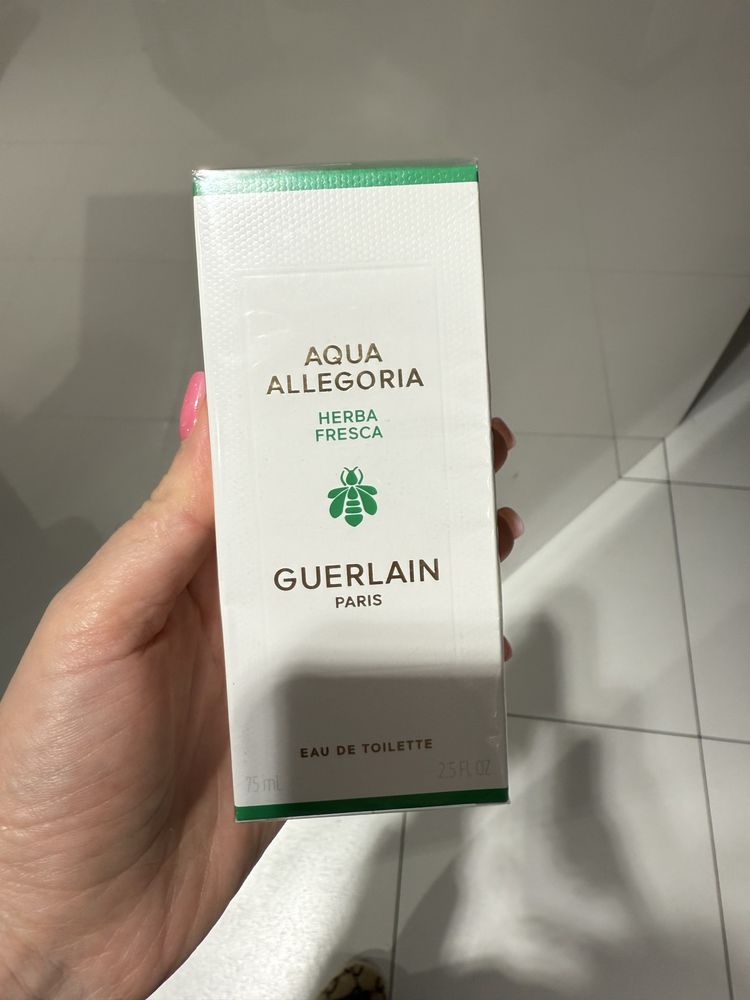 AQUA
ALLEGORIA
HERBA
FRESCA
GUERLAIN
PARIS
EAU DE TOILETTE
75 mL 2.5 FL OZ.